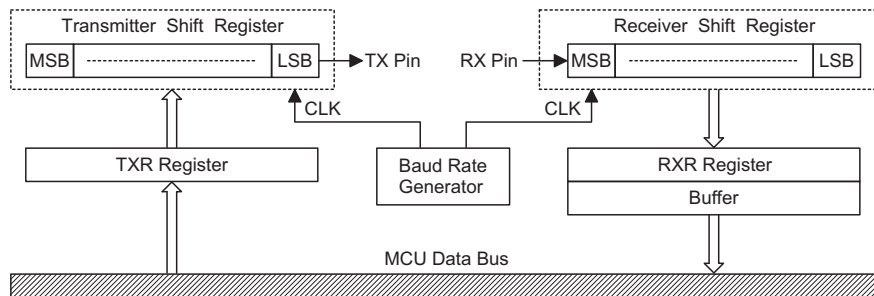 Transmitter Shift Register
Receiver Shift Register
MSB
LSB
TX Pin
RX Pin
MSB
LSB
CLK
CLK
TXR Register
Baud Rate
Generator
RXR Register
Buffer
MCU Data Bus